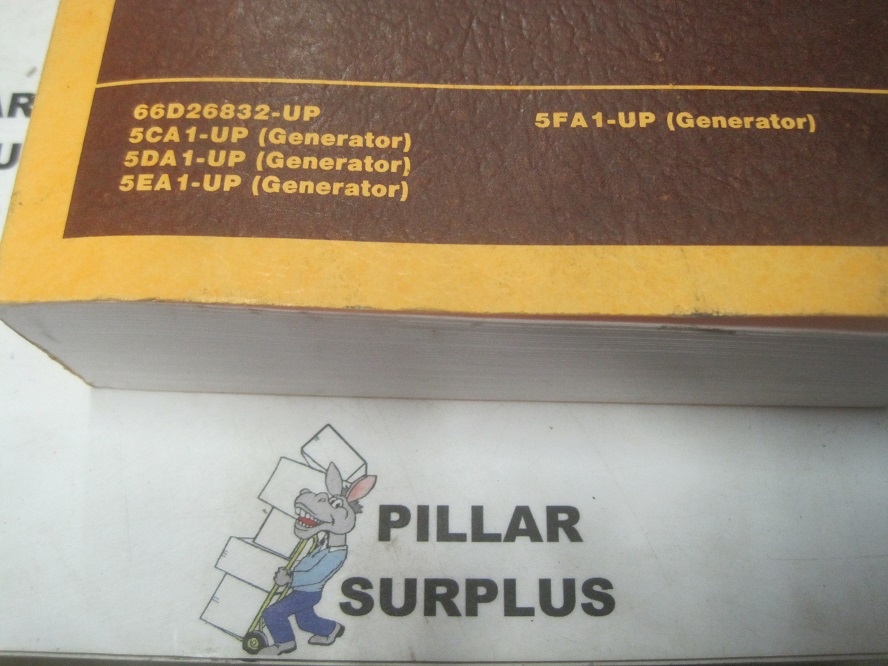 66D26832-UP
5CA1-UP (Generator)
5DA1-UP (Generator)
5EA1-UP (Generator)
5FA1-UP (Generator)
PILLAR
SURPLUS